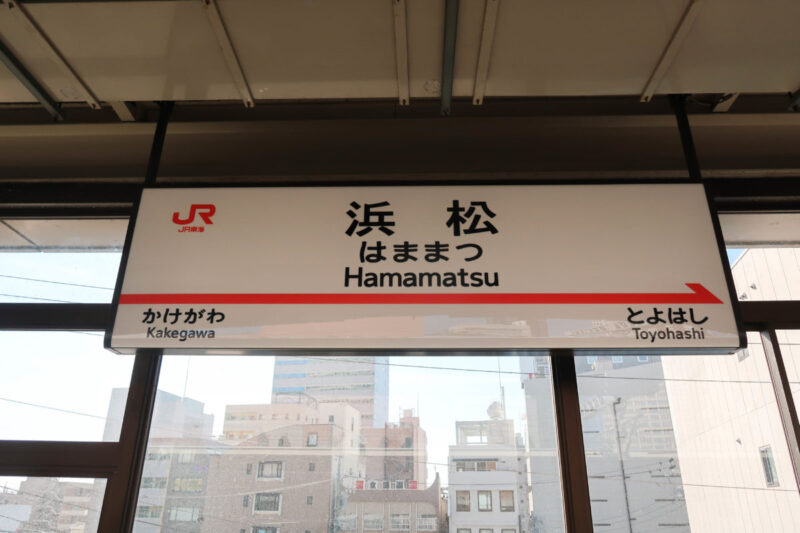 JR
JR東海
浜松
はままつ
Hamamatsu
かけがわ
Kakegawa
とよはし
Toyohashi